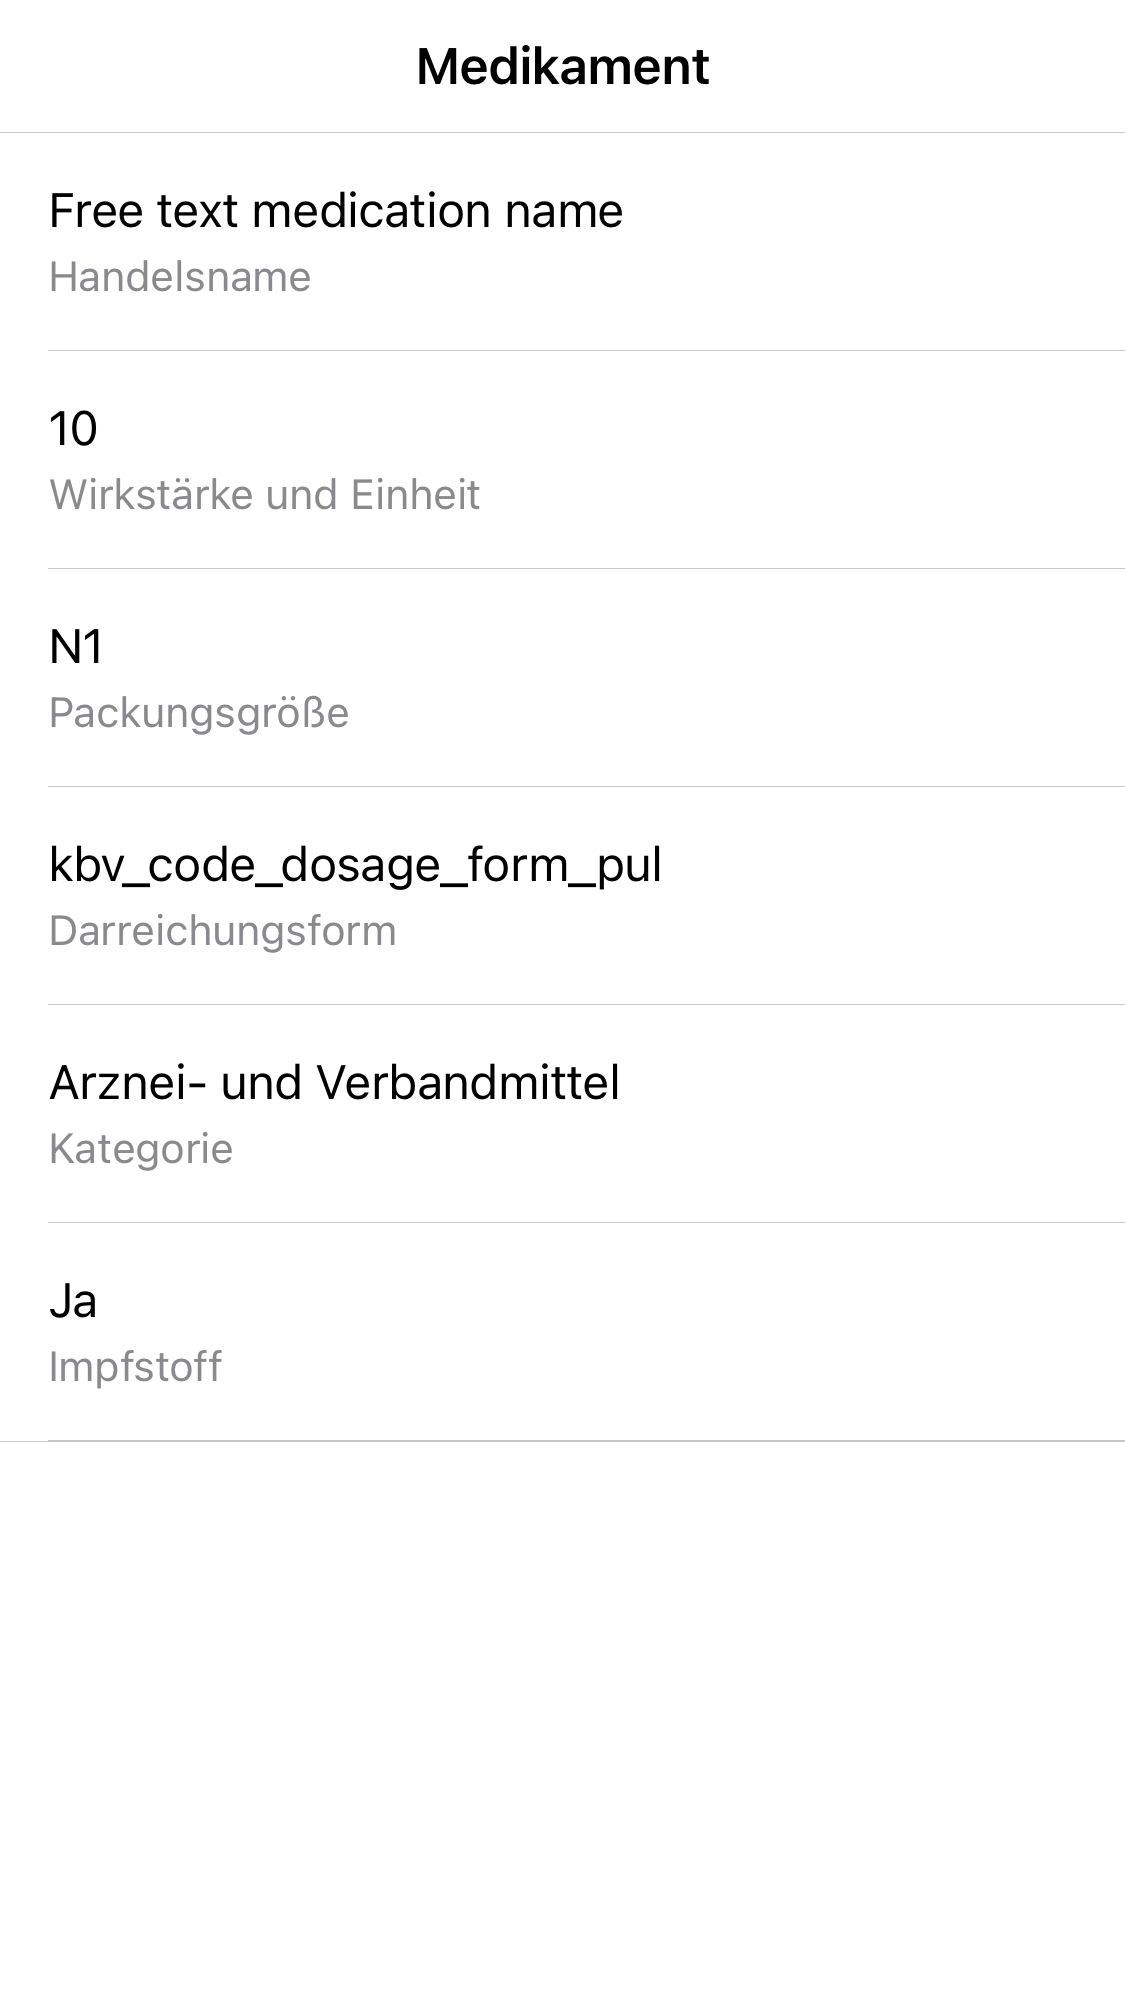 Medikament
Free text medication name
Handelsname
10
Wirkstärke und Einheit
N1
Packungsgröße
kbv_code_dosage_form_pul
Darreichungsform
Arznei- und Verbandmittel
Kategorie
Ja
Impfstoff